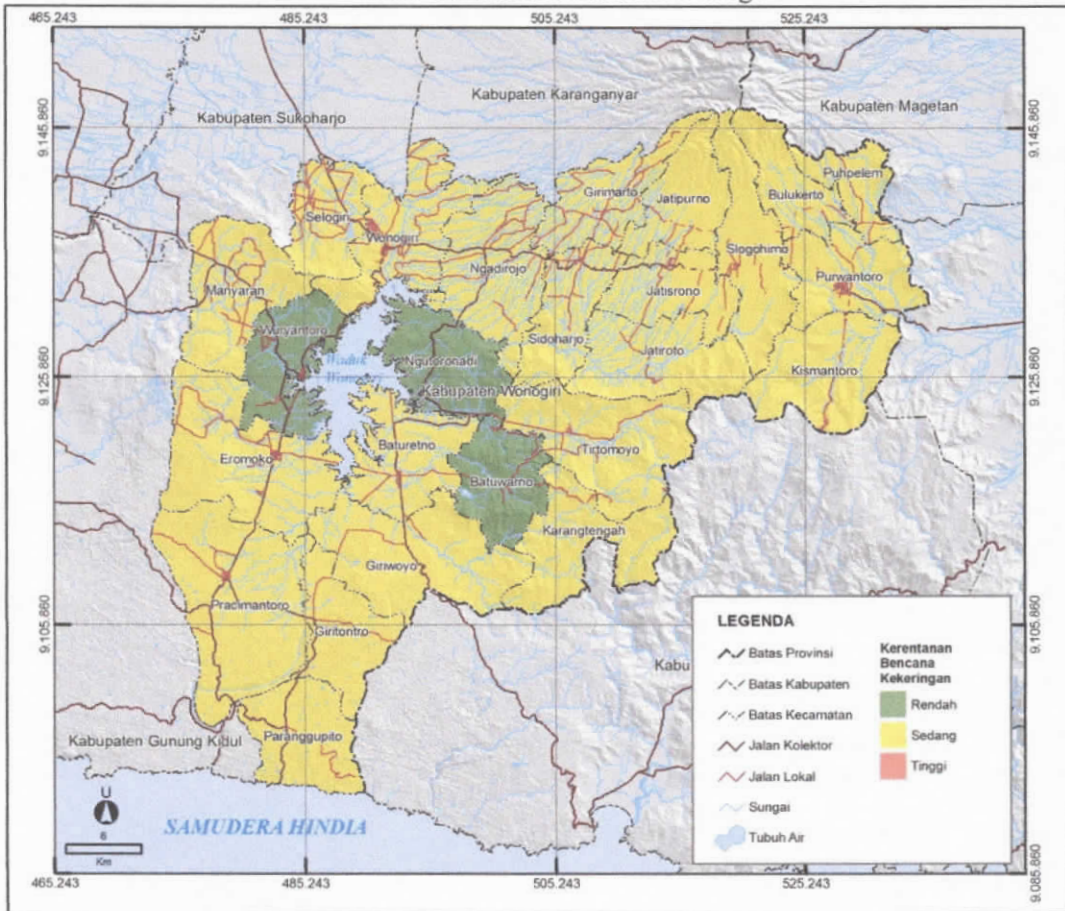 465.243 485.243 505.243 525.243
Kabupaten Karanganyar
Kabupaten Magetan
Kabupaten Sukoharjo
9.145.860 9.145.860
Puhpelem
Girimarto
Jatipurno
Bulukerto
Selogiri
Wonogiri
Slogohimo
Ngadirojo
Purwantoro
Manyaran
Jatisrono
Wuryantoro
Sidoharjo
Jatiroto
Waduk
Ngutoronadi
Kismantoro
9.125.860 9.125.860
Kabupaten Wonogiri
Baturetno
Tirtomoyo
Eromoko
Batuwarno
Karangtengah
Giriwoyo
Pracimantoro
9.105.860 9.105.860
Giritontro
Kabu
Paranggupito
Kabupaten Gunung Kidul
SAMUDERA HINDIA
U
6
Km
LEGENDA
Batas Provinsi
Batas Kabupaten
Batas Kecamatan
Jalan Kolektor
Jalan Lokal
Sungai
Tubuh Air
Kerentanan
Bencana
Kekeringan
Rendah
Sedang
Tinggi
9.085.860
465.243 485.243 505.243 525.243